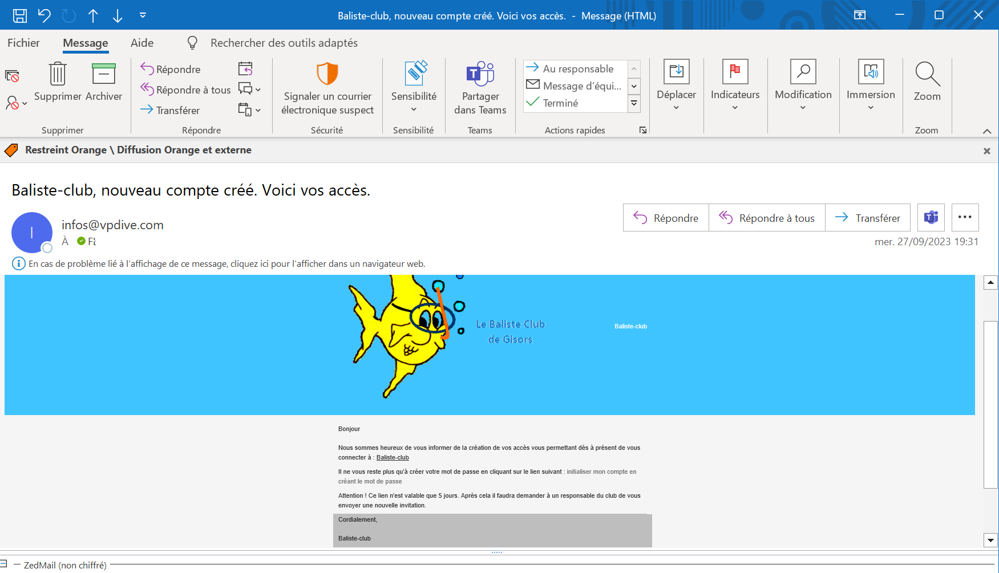 Baliste-club, nouveau compte créé. Voici vos accès. - Message (HTML)
Fichier
Message
Aide
Rechercher des outils adaptés
Supprimer
Archiver
Supprimer
Répondre
Répondre à tous
Transférer
Répondre
Signaler un courrier
électronique suspect
Sécurité
Sensibilité
Sensibilité
Partager
dans Teams
Teams
Au responsable
Message d'équi...
Terminé
Actions rapides
Déplacer
Indicateurs
Modification
Immersion
Zoom
Zoom
Restreint Orange \ Diffusion Orange et externe
Baliste-club, nouveau compte créé. Voici vos accès.
I
infos@vpdive.com
À
Répondre
Répondre à tous
Transférer
mer. 27/09/2023 19:31
En cas de problème lié à l'affichage de ce message, cliquez ici pour l'afficher dans un navigateur web.
Le Baliste Club
de Gisors
Baliste-club
Bonjour
Nous sommes heureux de vous informer de la création de vos accès vous permettant dès à présent de vous
connecter à : Baliste-club
Il ne vous reste plus qu'à créer votre mot de passe en cliquant sur le lien suivant : initialiser mon compte en
créant le mot de passe
Attention ! Ce lien n'est valable que 5 jours. Après cela il faudra demander à un responsable du club de vous
envoyer une nouvelle invitation.
Cordialement,
Baliste-club
ZedMail (non chiffré)